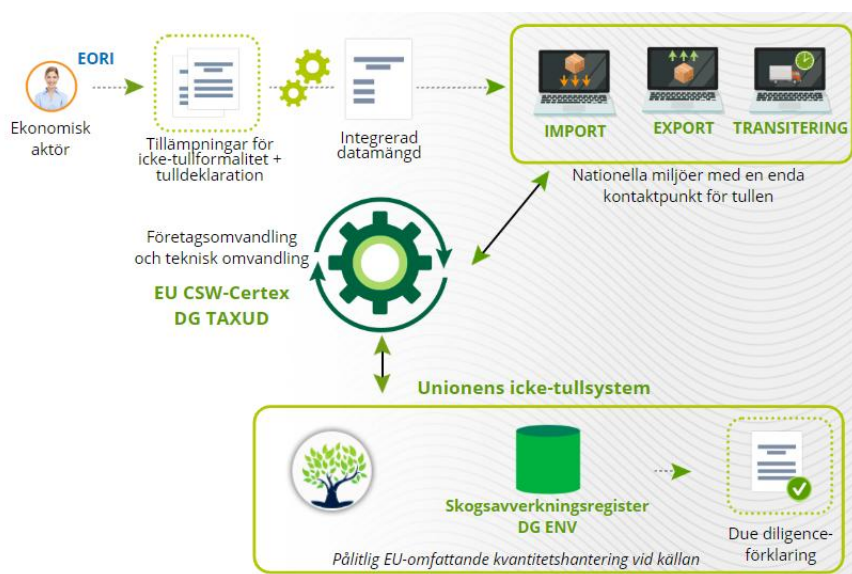 EORI
Ekonomisk
aktör
Tillämpningar för
icke-tullformalitet +
tulldeklaration
Integrerad
datamängd
IMPORT
EXPORT
TRANSITERING
Nationella miljöer med en enda
kontaktpunkt för tullen
Företagsomvandling
och teknisk omvandling
EU CSW-Certex
DG TAXUD
Unionens icke-tullsystem
Skogsavverkningsregister
DG ENV
Due diligence-
förklaring
Pålitlig EU-omfattande kvantitetshantering vid källan